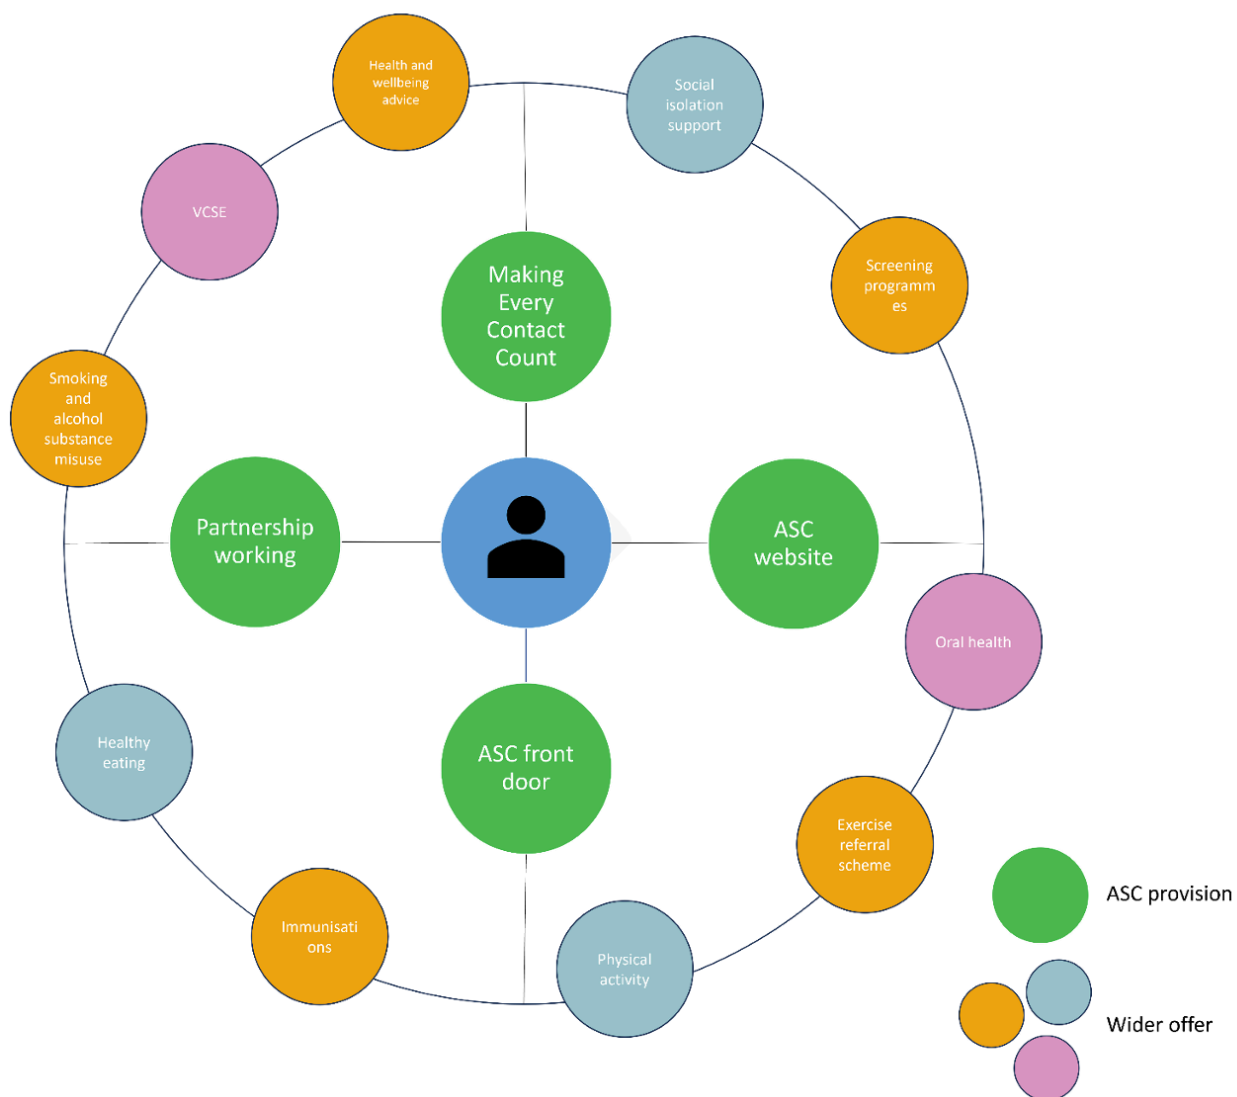 Health and
wellbeing
advice
Social
isolation
support
VCSE
Screening
programm
es
Making
Every
Contact
Count
Smoking
and
alcohol
substance
misuse
Partnership
working
ASC
website
Oral health
Healthy
eating
ASC front
door
Exercise
referral
scheme
Immunisati
ons
Physical
activity
ASC provision
Wider offer